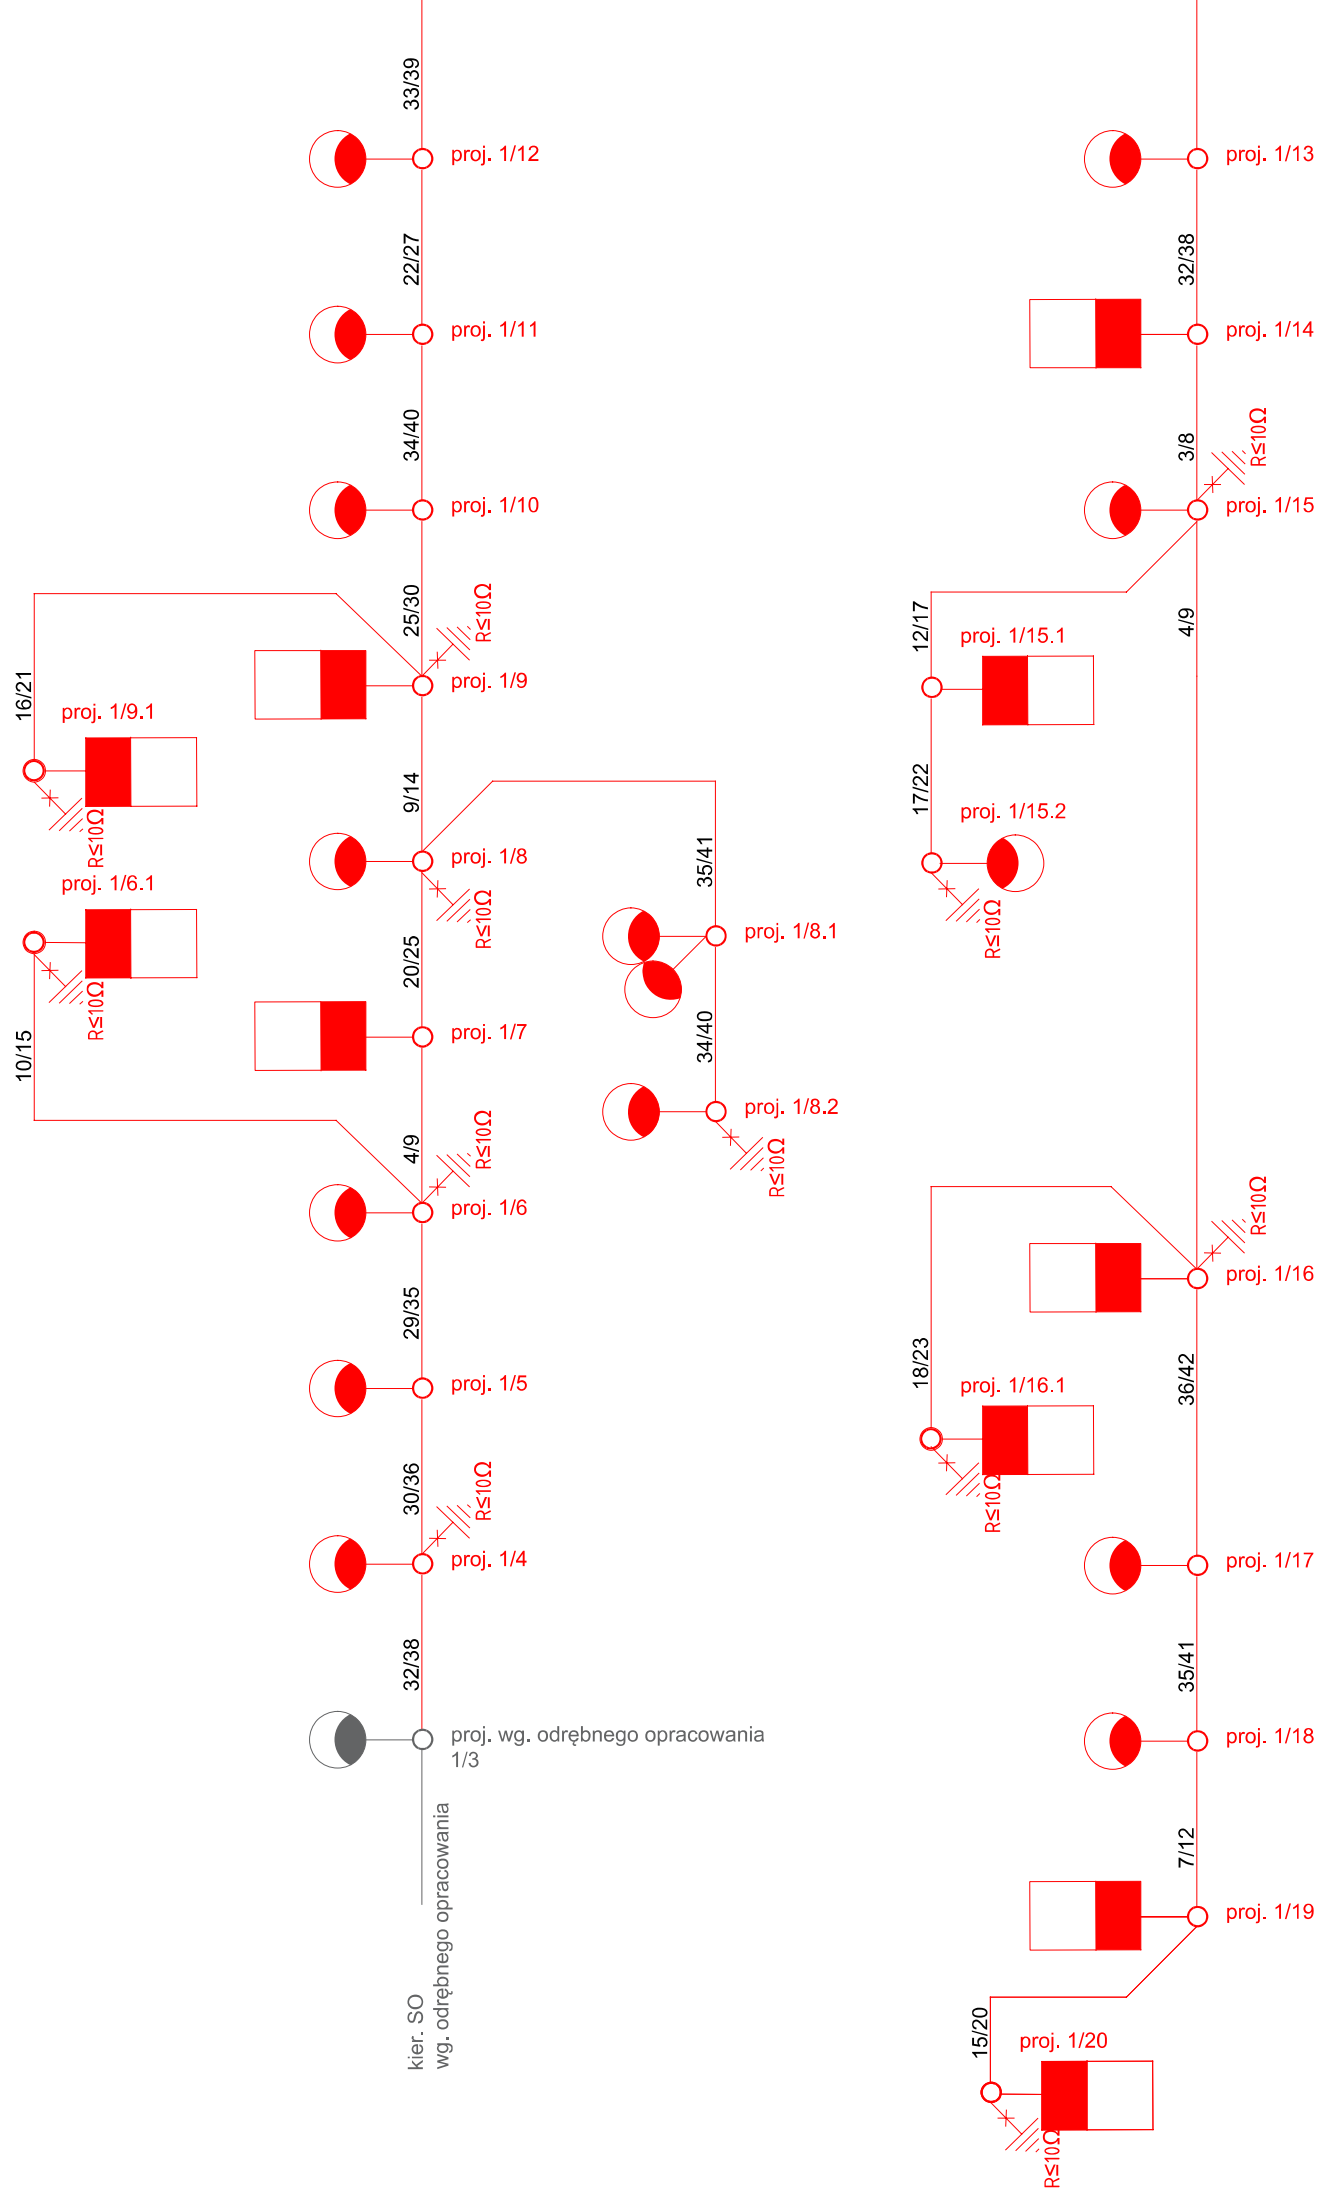 33/39
proj. 1/12
22/27
proj. 1/11
34/40
proj. 1/10
25/30
R≤10Ω
proj. 1/9
16/21
proj. 1/9.1
R≤10Ω
9/14
proj. 1/8
R≤10Ω
35/41
proj. 1/8.1
34/40
proj. 1/8.2
R≤10Ω
20/25
proj. 1/7
proj. 1/6.1
R≤10Ω
10/15
4/9
R≤10Ω
proj. 1/6
29/35
proj. 1/5
30/36
R≤10Ω
proj. 1/4
32/38
proj. wg. odrębnego opracowania
1/3
kier. SO
wg. odrębnego opracowania
proj. 1/13
32/38
proj. 1/14
3/8
R≤10Ω
proj. 1/15
12/17
proj. 1/15.1
17/22
proj. 1/15.2
R≤10Ω
4/9
R≤10Ω
proj. 1/16
18/23
proj. 1/16.1
R≤10Ω
36/42
proj. 1/17
35/41
proj. 1/18
7/12
proj. 1/19
15/20
proj. 1/20
R≤10Ω